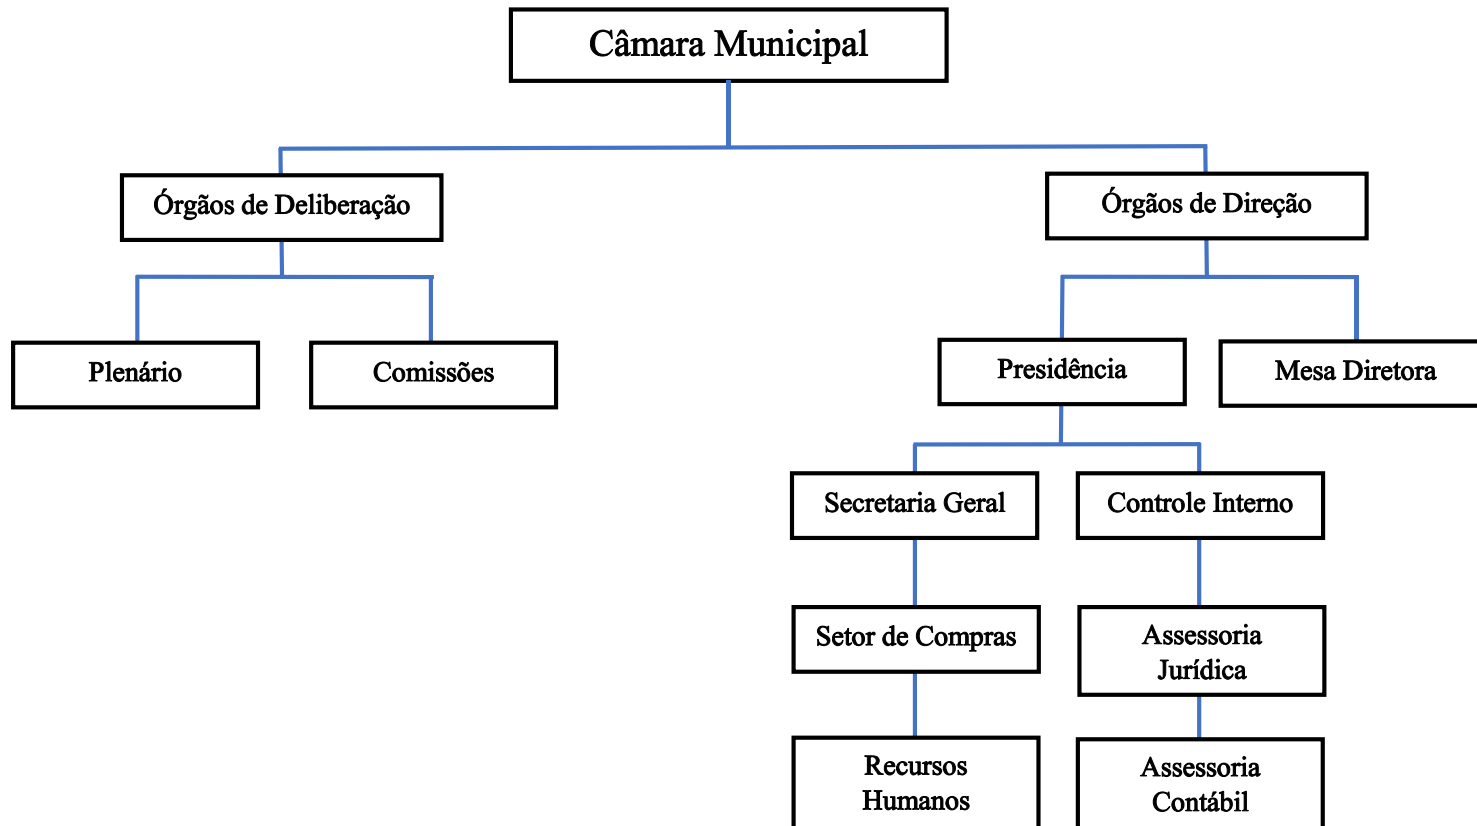 Câmara Municipal
Órgãos de Deliberação
Órgãos de Direção
Plenário
Comissões
Presidência
Mesa Diretora
Secretaria Geral
Controle Interno
Setor de Compras
Assessoria
Jurídica
Recursos
Humanos
Assessoria
Contábil